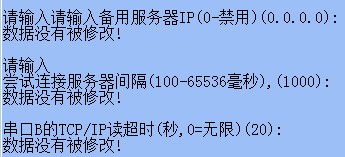 请输入请输入备用服务器IP(0-禁用)(0.0.0.0):
数据没有被修改!
请输入
尝试连接服务器间隔(100-65536毫秒),(1000):
数据没有被修改!
串口B的TCP/IP读超时(秒,0=无限)(20):
数据没有被修改!